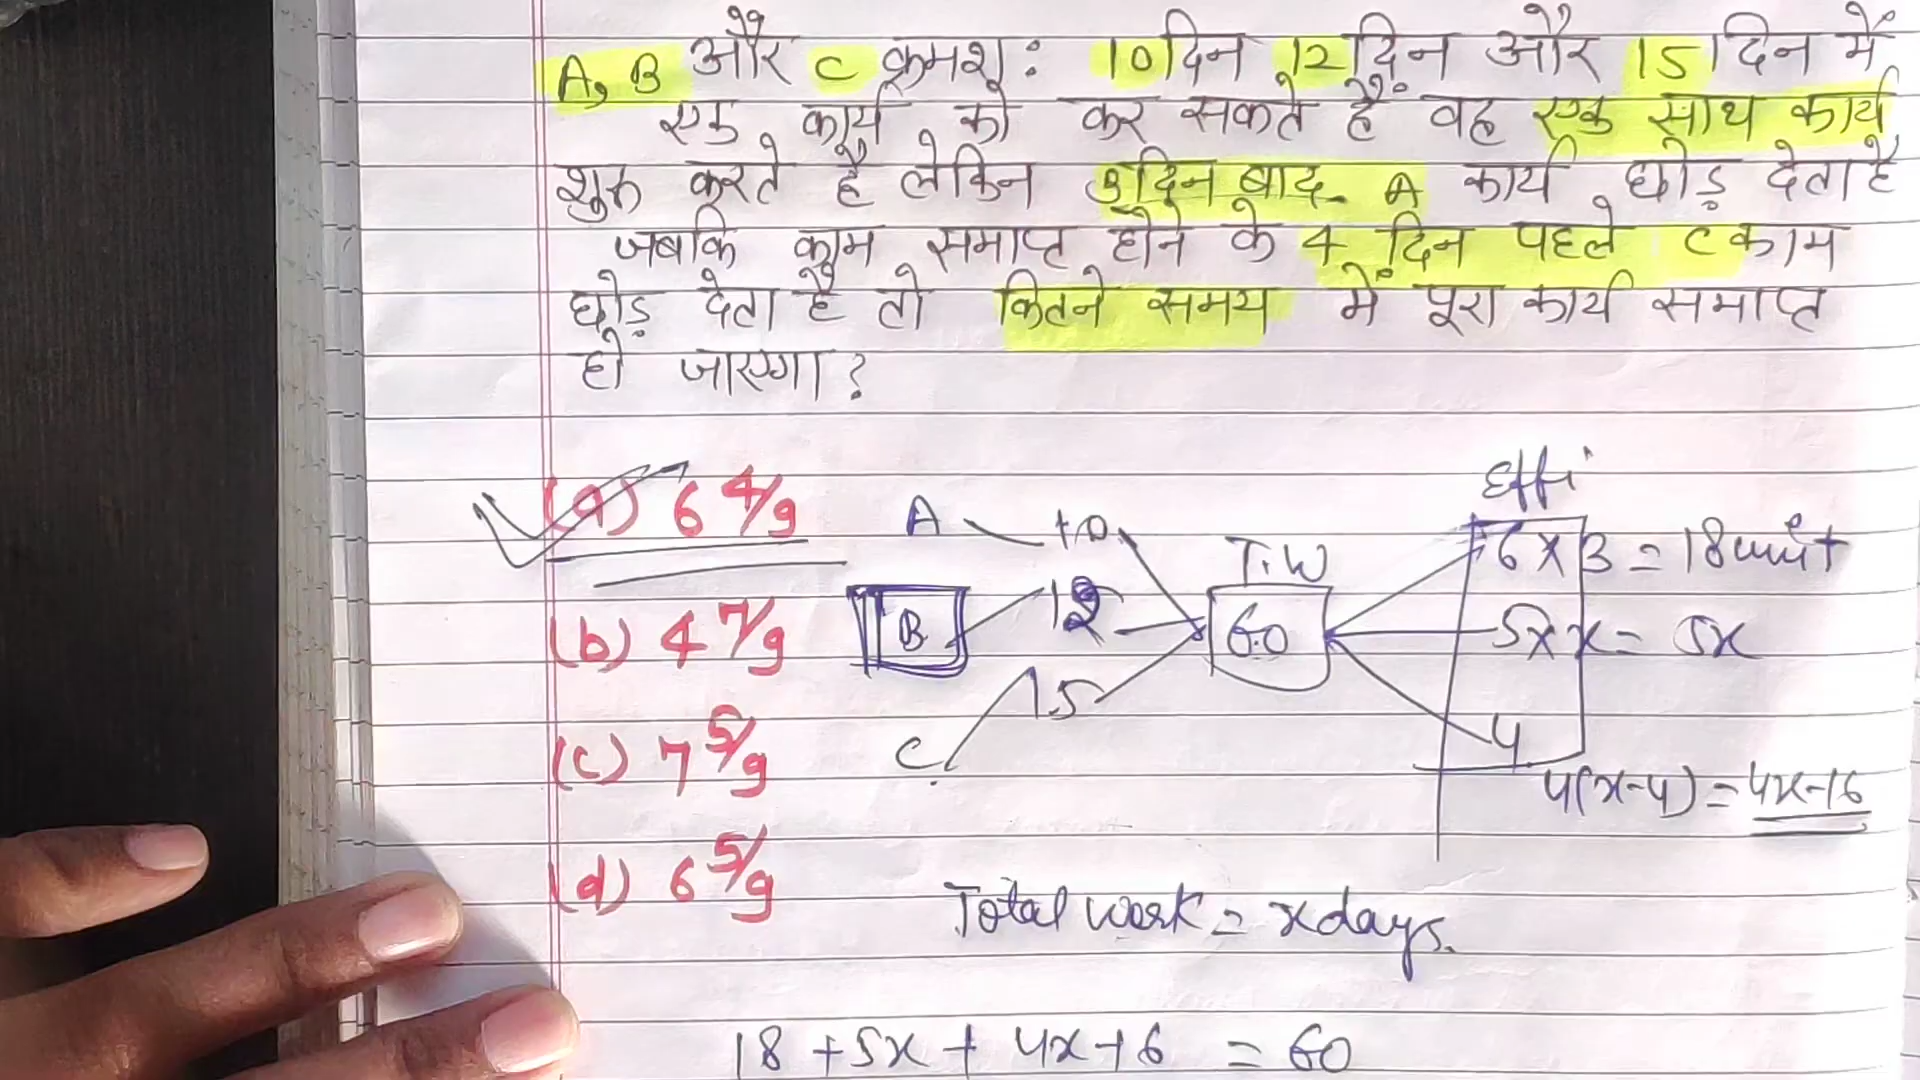 A, B और C क्रमश: 10 दिन 12 दिन और 15 दिन में
एक कार्य को कर सकते हैं वह एक साथ कार्य
शुरू करते है लेकिन 3 दिन बाद A कार्य छोड़ देता है
जबकि काम समाप्त होने के 4 दिन पहले C काम
छोड़ देता है तो कितने समय में पूरा कार्य समाप्त
हो जाएगा?
Effi
(a) 6 4/9 A 10 6 × 3 = 18 unit
T.W
(b) 4 7/9 B 12 60 5 × x = 5x
(c) 7 5/9 C 15 4
4(x-4) = 4x-16
(d) 6 5/9
Total work = x days.
18 + 5x + 4x - 16 = 60